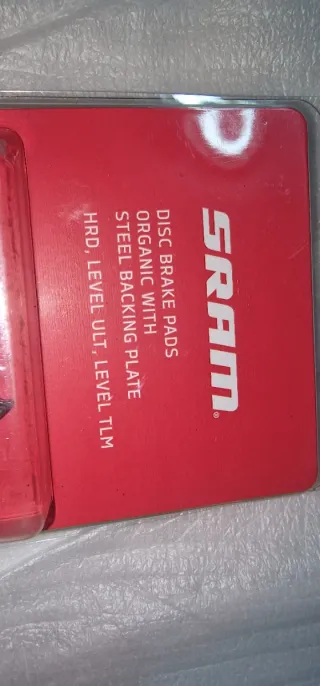 SRAM®
DISC BRAKE PADS
ORGANIC WITH
STEEL BACKING PLATE
HRD, LEVEL ULT, LEVEL TLM